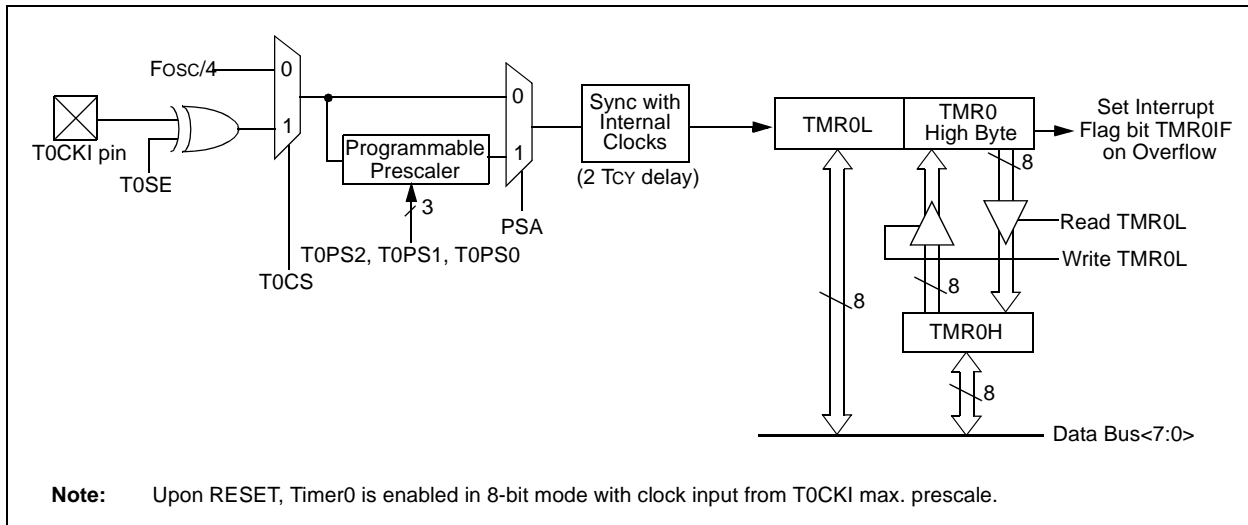 FOSC/4
0
1
T0CKI pin
T0SE
T0CS
Programmable
Prescaler
3
T0PS2, T0PS1, T0PS0
0
1
PSA
Sync with
Internal
Clocks
(2 TCY delay)
TMR0L
TMR0
High Byte
Set Interrupt
Flag bit TMR0IF
on Overflow
8
Read TMR0L
Write TMR0L
8
8
TMR0H
8
Data Bus<7:0>
Note: Upon RESET, Timer0 is enabled in 8-bit mode with clock input from T0CKI max. prescale.